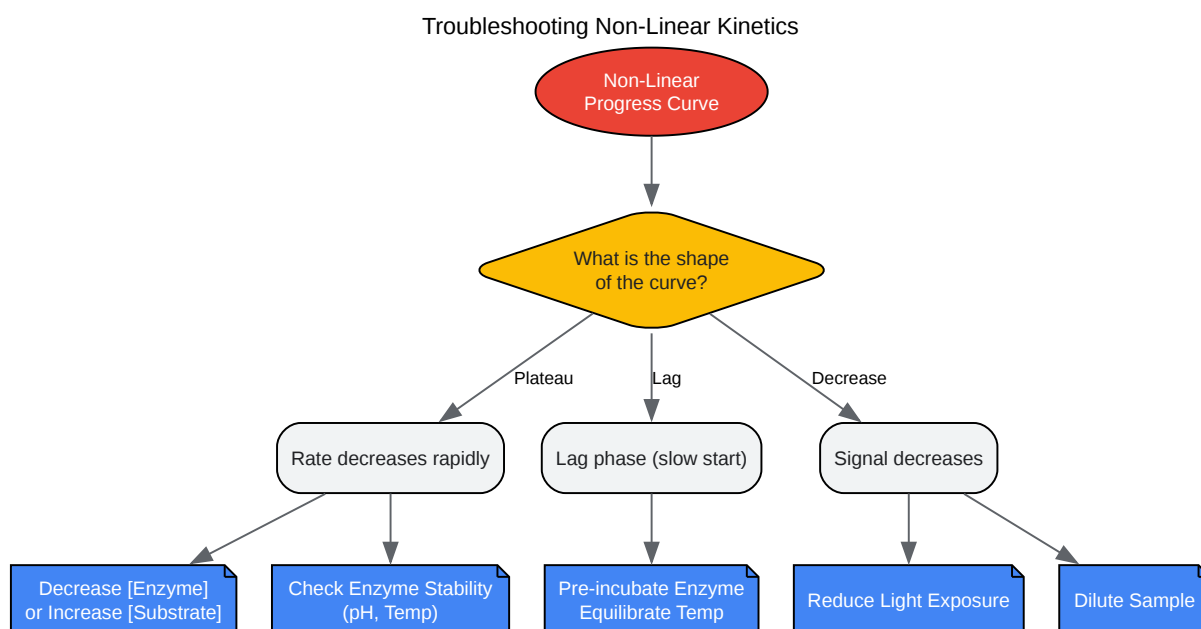 Troubleshooting Non-Linear Kinetics
Non-Linear
Progress Curve
What is the shape
of the curve?
Plateau
Lag
Decrease
Rate decreases rapidly
Lag phase (slow start)
Signal decreases
Decrease [Enzyme]
or Increase [Substrate]
Check Enzyme Stability
(pH, Temp)
Pre-incubate Enzyme
Equilibrate Temp
Reduce Light Exposure
Dilute Sample